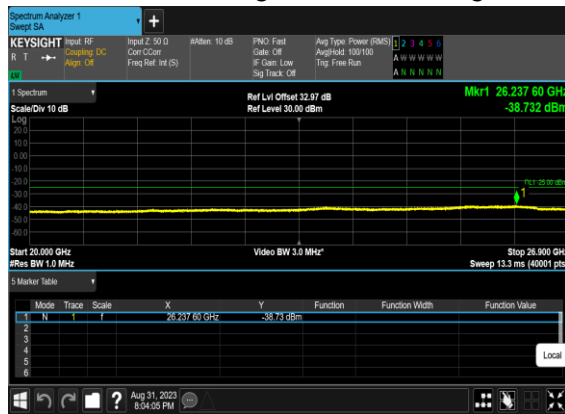 Spectrum Analyzer 1
Swept SA
+
KEYSIGHT Input: RF Input Z: 50 Ω #Atten: 10 dB PNO: Fast Avg Type: Power (RMS) 1 2 3 4 5 6
R T Coupling: DC Corr CCorr Gate: Off Avg|Hold: 100/100 A W W W W W
Align: Off Freq Ref: Int (S) IF Gain: Low Trig: Free Run
Sig Track: Off A N N N N N
LW
1 Spectrum Ref Lvl Offset 32.97 dB Mkr1 26.237 60 GHz
Scale/Div 10 dB Ref Level 30.00 dBm -38.732 dBm
Log
20.0
10.0
0.00
-10.0
-20.0
DL1 -25.00 dBm
-30.0
1
-40.0
-50.0
-60.0
Start 20.000 GHz Video BW 3.0 MHz* Stop 26.900 GHz
#Res BW 1.0 MHz Sweep 13.3 ms (40001 pts
5 Marker Table
Mode Trace Scale X Y Function Function Width Function Value
1 N 1 f 26.237 60 GHz -38.73 dBm
2
3
4
5
6
Local
? Aug 31, 2023
8:04:05 PM